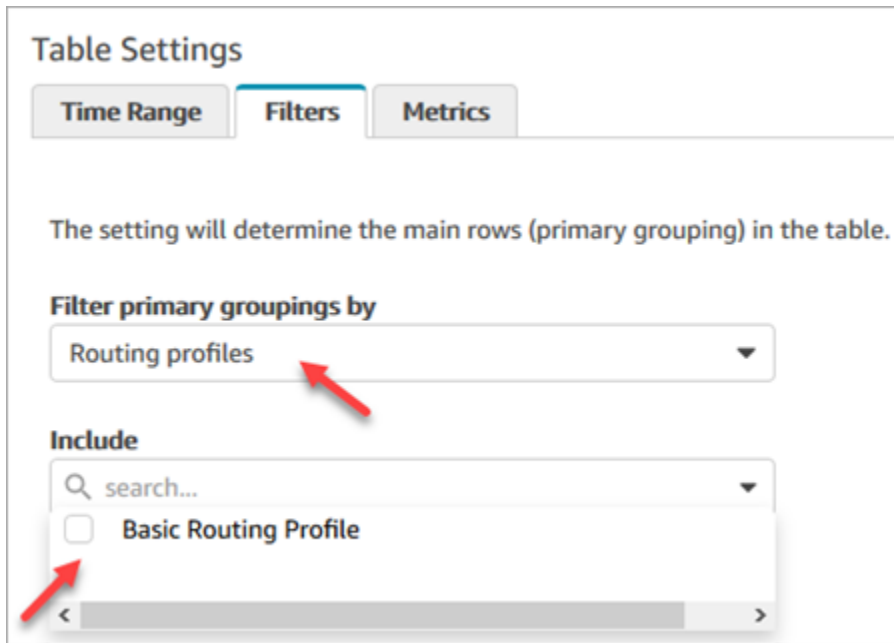 Table Settings
Time Range Filters Metrics
The setting will determine the main rows (primary grouping) in the table.
Filter primary groupings by
Routing profiles
Include
search...
Basic Routing Profile